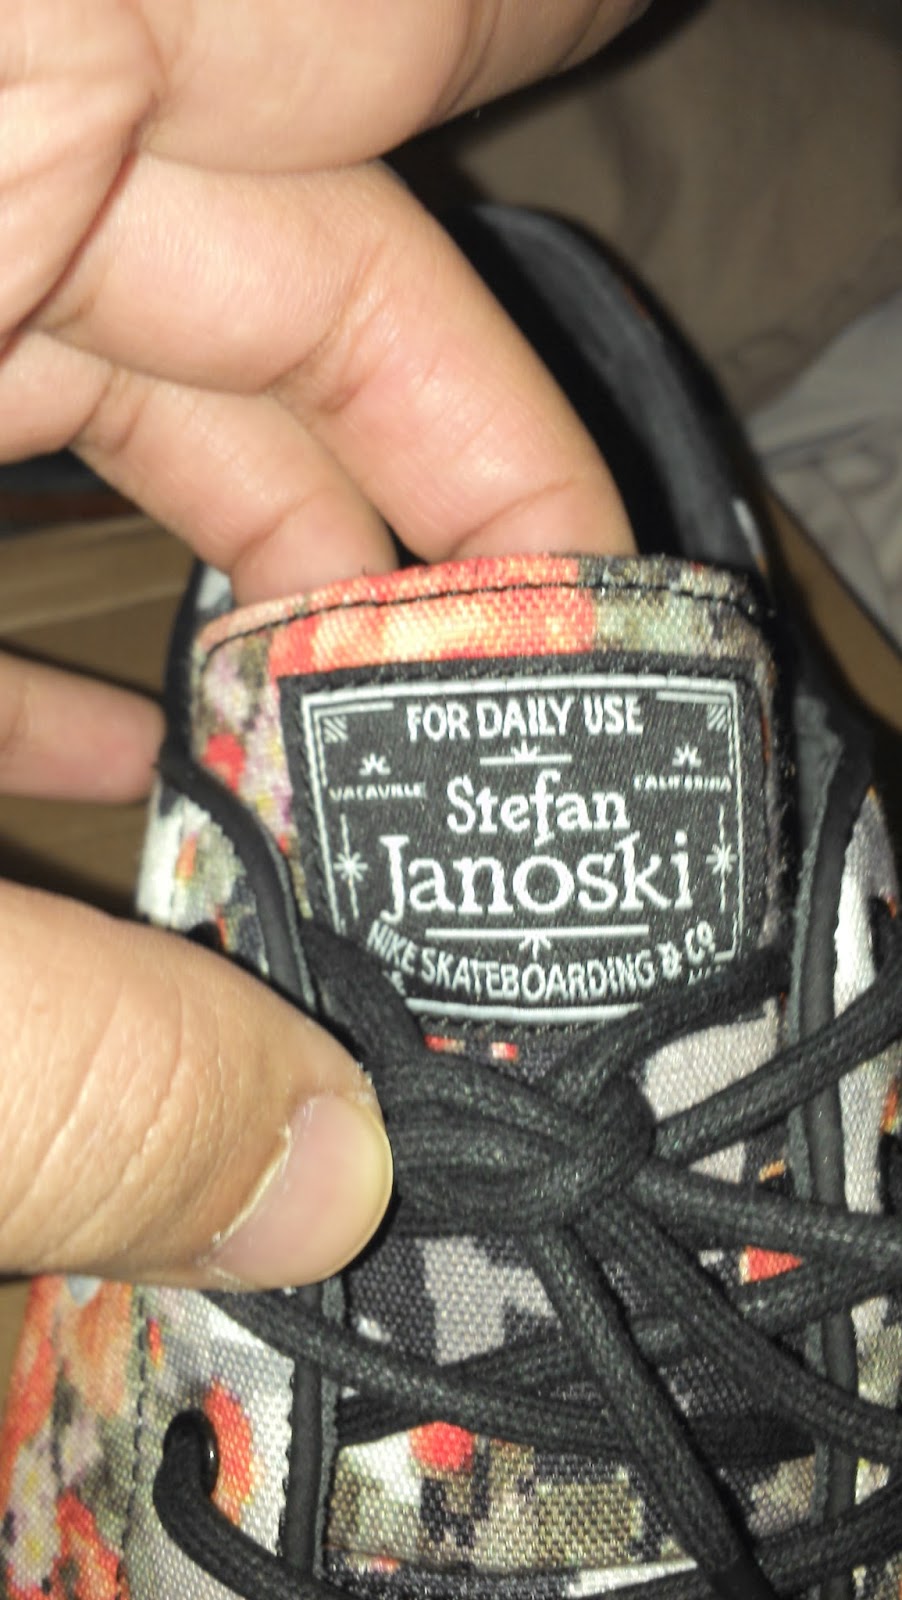 FOR DAILY USE
VACAVILLE CALIFORNIA
Stefan
Janoski
NIKE SKATEBOARDING & Co